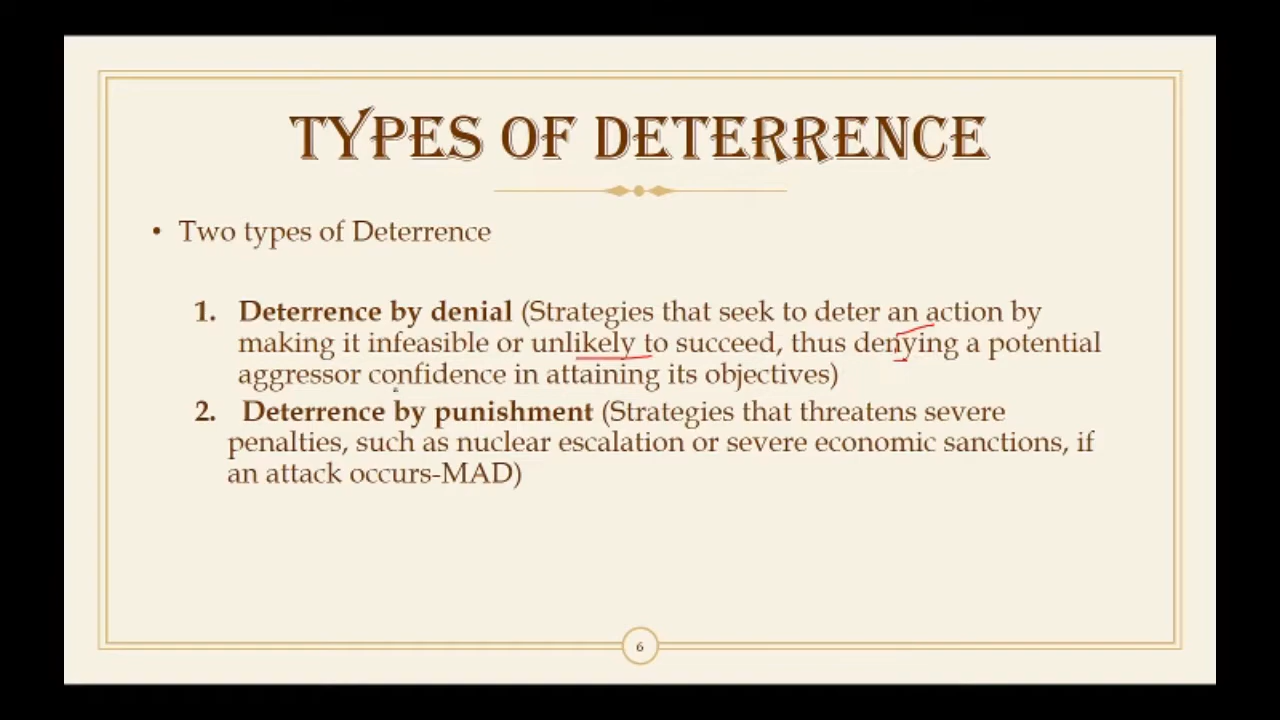 TYPES OF DETERRENCE
• Two types of Deterrence
1. Deterrence by denial (Strategies that seek to deter an action by
making it infeasible or unlikely to succeed, thus denying a potential
aggressor confidence in attaining its objectives)
2. Deterrence by punishment (Strategies that threatens severe
penalties, such as nuclear escalation or severe economic sanctions, if
an attack occurs-MAD)
6